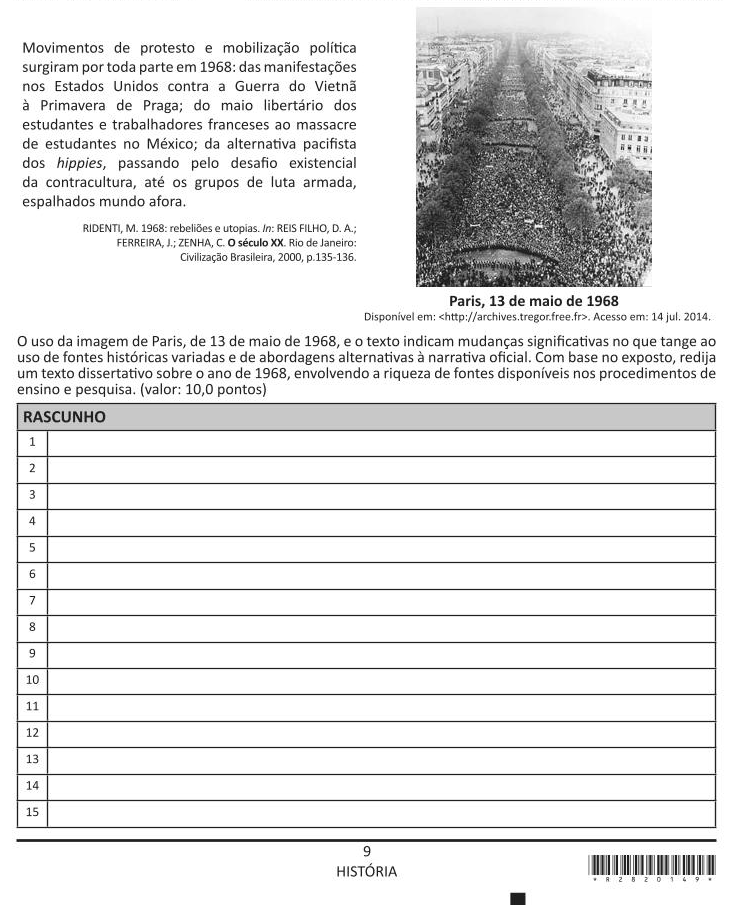 Movimentos de protesto e mobilização política
surgiram por toda parte em 1968: das manifestações
nos Estados Unidos contra a Guerra do Vietnã
à Primavera de Praga; do maio libertário dos
estudantes e trabalhadores franceses ao massacre
de estudantes no México; da alternativa pacifista
dos hippies, passando pelo desafio existencial
da contracultura, até os grupos de luta armada,
espalhados mundo afora.
RIDENTI, M. 1968: rebeliões e utopias. In: REIS FILHO, D. A.;
FERREIRA, J.; ZENHA, C. O século XX. Rio de Janeiro:
Civilização Brasileira, 2000, p.135-136.
Paris, 13 de maio de 1968
Disponível em: <http://archives.tregor.free.fr>. Acesso em: 14 jul. 2014.
O uso da imagem de Paris, de 13 de maio de 1968, e o texto indicam mudanças significativas no que tange ao
uso de fontes históricas variadas e de abordagens alternativas à narrativa oficial. Com base no exposto, redija
um texto dissertativo sobre o ano de 1968, envolvendo a riqueza de fontes disponíveis nos procedimentos de
ensino e pesquisa. (valor: 10,0 pontos)
RASCUNHO
1
2
3
4
5
6
7
8
9
10
11
12
13
14
15
9
HISTÓRIA
* R 2 8 2 0 1 4 9 *